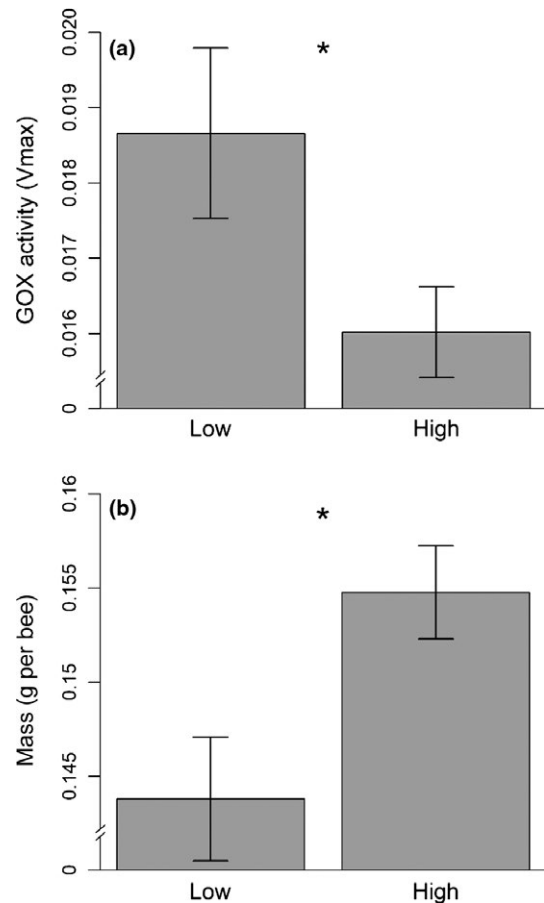 (a)
*
GOX activity (Vmax)
0.020
0.019
0.018
0.017
0.016
0
Low High
(b)
*
Mass (g per bee)
0.16
0.155
0.15
0.145
0
Low High